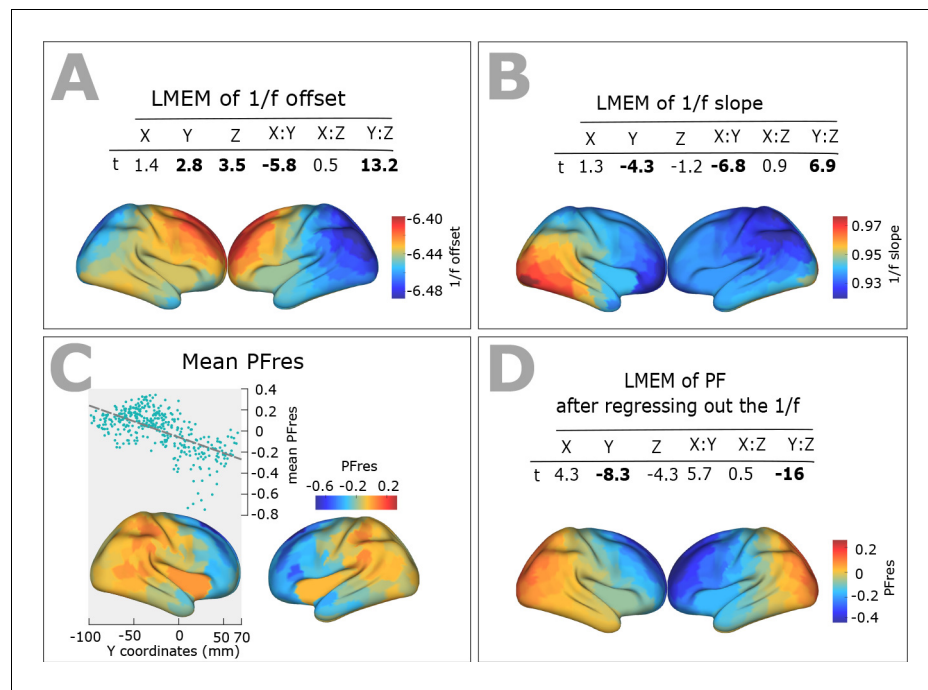 A
LMEM of 1/f offset
X Y Z X:Y X:Z Y:Z
t 1.4 2.8 3.5 -5.8 0.5 13.2
-6.40
-6.44
-6.48
1/f offset
B
LMEM of 1/f slope
X Y Z X:Y X:Z Y:Z
t 1.3 -4.3 -1.2 -6.8 0.9 6.9
0.97
0.95
0.93
1/f slope
C
Mean PFres
0.4
0.2
0
-0.2
-0.4
-0.6
-0.8
mean PFres
PFres
-0.6 -0.2 0.2
-100 -50 0 50 70
Y coordinates (mm)
D
LMEM of PF
after regressing out the 1/f
X Y Z X:Y X:Z Y:Z
t 4.3 -8.3 -4.3 5.7 0.5 -16
0.2
0
-0.2
-0.4
PFres